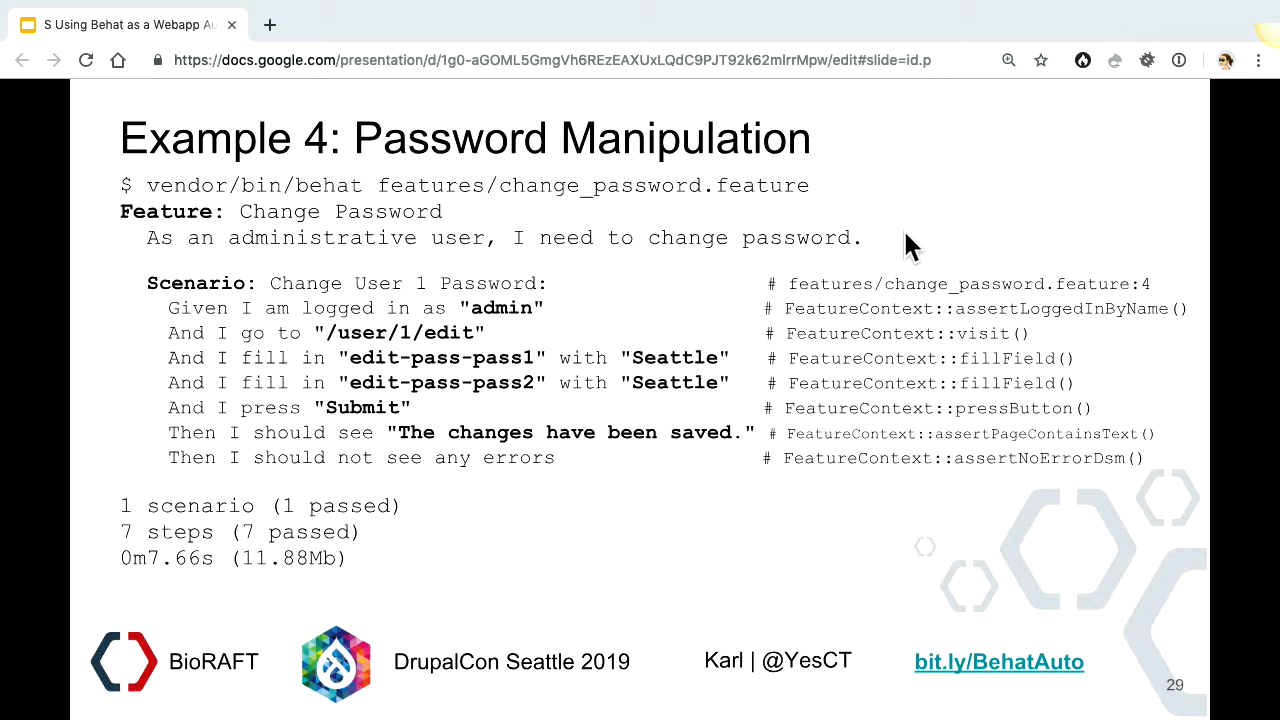 S Using Behat as a Webapp Au
https://docs.google.com/presentation/d/1g0-aGOML5GmgVh6REzEAXUxLQdC9PJT92k62mIrrMpw/edit#slide=id.p
Example 4: Password Manipulation
$ vendor/bin/behat features/change_password.feature
Feature: Change Password
As an administrative user, I need to change password.
Scenario: Change User 1 Password: # features/change_password.feature:4
Given I am logged in as "admin" # FeatureContext::assertLoggedInByName()
And I go to "/user/1/edit" # FeatureContext::visit()
And I fill in "edit-pass-pass1" with "Seattle" # FeatureContext::fillField()
And I fill in "edit-pass-pass2" with "Seattle" # FeatureContext::fillField()
And I press "Submit" # FeatureContext::pressButton()
Then I should see "The changes have been saved." # FeatureContext::assertPageContainsText()
Then I should not see any errors # FeatureContext::assertNoErrorDsm()
1 scenario (1 passed)
7 steps (7 passed)
0m7.66s (11.88Mb)
BioRAFT DrupalCon Seattle 2019 Karl | @YesCT bit.ly/BehatAuto
29